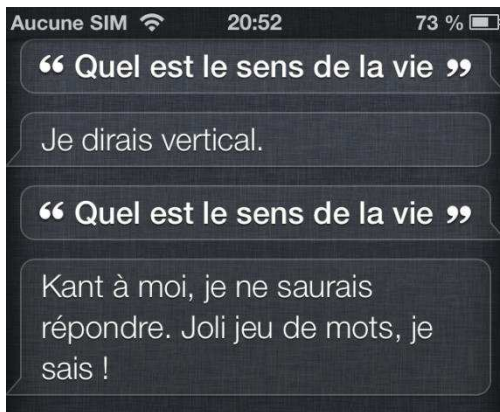 Aucune SIM 20:52 73 %
“ Quel est le sens de la vie ”
Je dirais vertical.
“ Quel est le sens de la vie ”
Kant à moi, je ne saurais
répondre. Joli jeu de mots, je
sais !